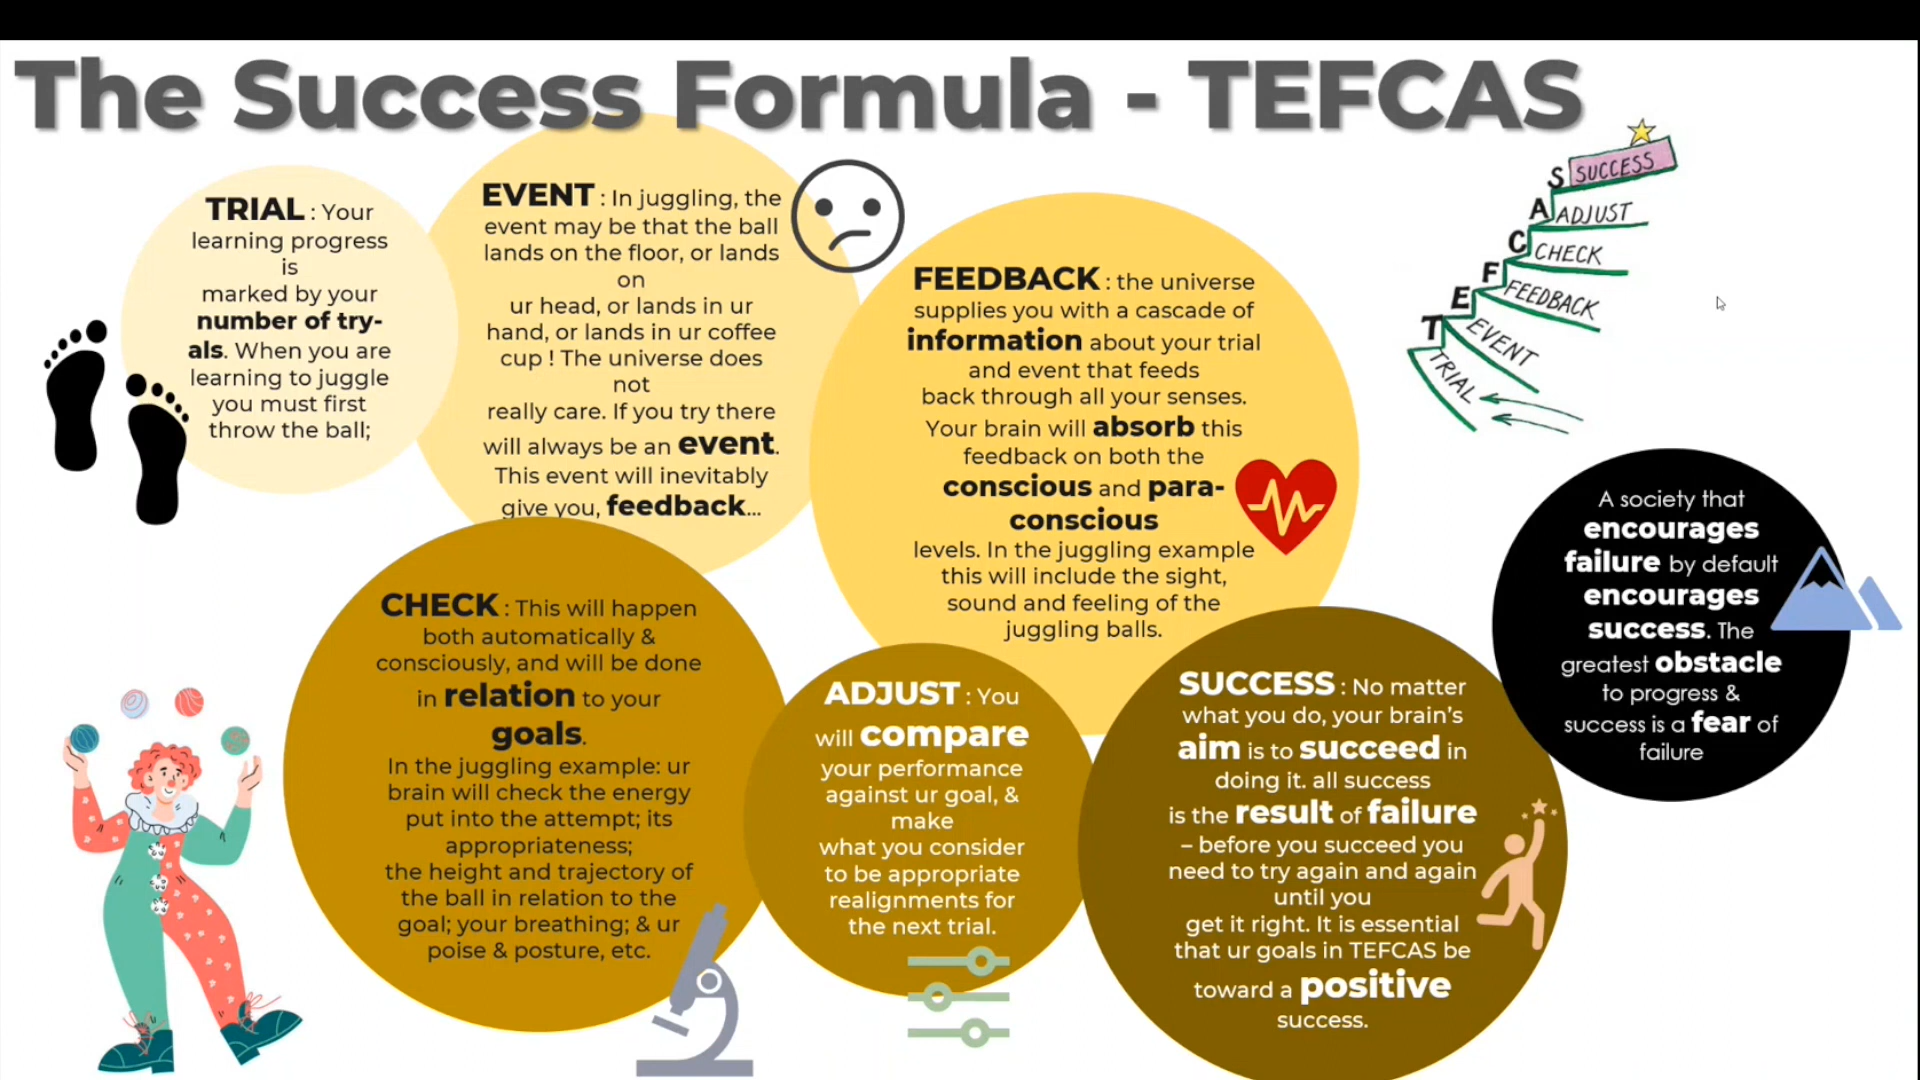 The Success Formula - TEFCAS
TRIAL : Your
learning progress
is
marked by your
number of try-
als. When you are
learning to juggle
you must first
throw the ball;
EVENT : In juggling, the
event may be that the ball
lands on the floor, or lands
on
ur head, or lands in ur
hand, or lands in ur coffee
cup ! The universe does
not
really care. If you try there
will always be an event.
This event will inevitably
give you, feedback...
FEEDBACK : the universe
supplies you with a cascade of
information about your trial
and event that feeds
back through all your senses.
Your brain will absorb this
feedback on both the
conscious and para-
conscious
levels. In the juggling example
this will include the sight,
sound and feeling of the
juggling balls.
S SUCCESS
A ADJUST
C CHECK
F FEEDBACK
E EVENT
T TRIAL
CHECK : This will happen
both automatically &
consciously, and will be done
in relation to your
goals.
In the juggling example: ur
brain will check the energy
put into the attempt; its
appropriateness;
the height and trajectory of
the ball in relation to the
goal; your breathing; & ur
poise & posture, etc.
ADJUST : You
will compare
your performance
against ur goal, &
make
what you consider
to be appropriate
realignments for
the next trial.
SUCCESS : No matter
what you do, your brain's
aim is to succeed in
doing it. all success
is the result of failure
– before you succeed you
need to try again and again
until you
get it right. It is essential
that ur goals in TEFCAS be
toward a positive
success.
A society that
encourages
failure by default
encourages
success. The
greatest obstacle
to progress &
success is a fear of
failure